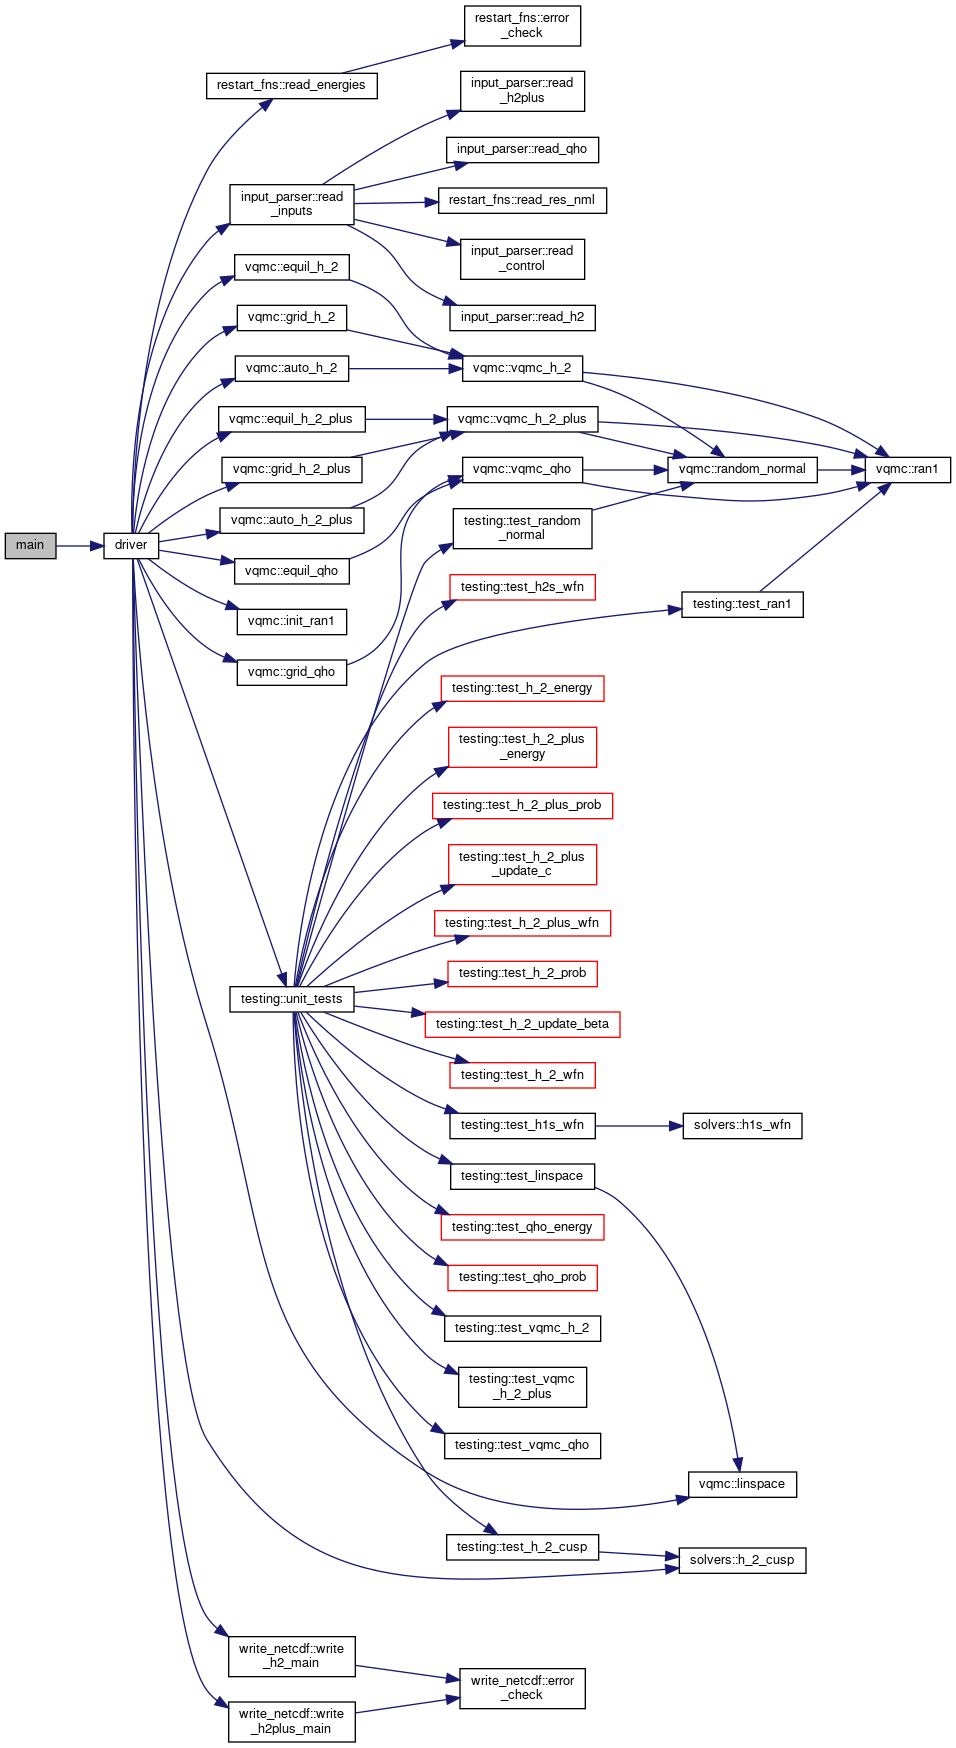 restart_fns::error
_check
restart_fns::read_energies
input_parser::read
_h2plus
input_parser::read_qho
input_parser::read
_inputs
restart_fns::read_res_nml
input_parser::read
_control
vqmc::equil_h_2
vqmc::grid_h_2
input_parser::read_h2
vqmc::auto_h_2
vqmc::vqmc_h_2
vqmc::equil_h_2_plus
vqmc::vqmc_h_2_plus
vqmc::grid_h_2_plus
vqmc::vqmc_qho
vqmc::random_normal
vqmc::ran1
vqmc::auto_h_2_plus
testing::test_random
_normal
main
driver
vqmc::equil_qho
testing::test_h2s_wfn
testing::test_ran1
vqmc::init_ran1
vqmc::grid_qho
testing::test_h_2_energy
testing::test_h_2_plus
_energy
testing::test_h_2_plus_prob
testing::test_h_2_plus
_update_c
testing::test_h_2_plus_wfn
testing::test_h_2_prob
testing::unit_tests
testing::test_h_2_update_beta
testing::test_h_2_wfn
testing::test_h1s_wfn
solvers::h1s_wfn
testing::test_linspace
testing::test_qho_energy
testing::test_qho_prob
testing::test_vqmc_h_2
testing::test_vqmc
_h_2_plus
testing::test_vqmc_qho
vqmc::linspace
testing::test_h_2_cusp
solvers::h_2_cusp
write_netcdf::write
_h2_main
write_netcdf::error
_check
write_netcdf::write
_h2plus_main